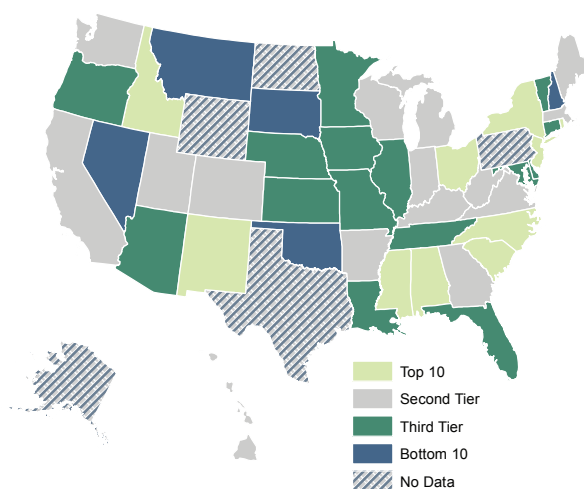 Top 10
Second Tier
Third Tier
Bottom 10
No Data